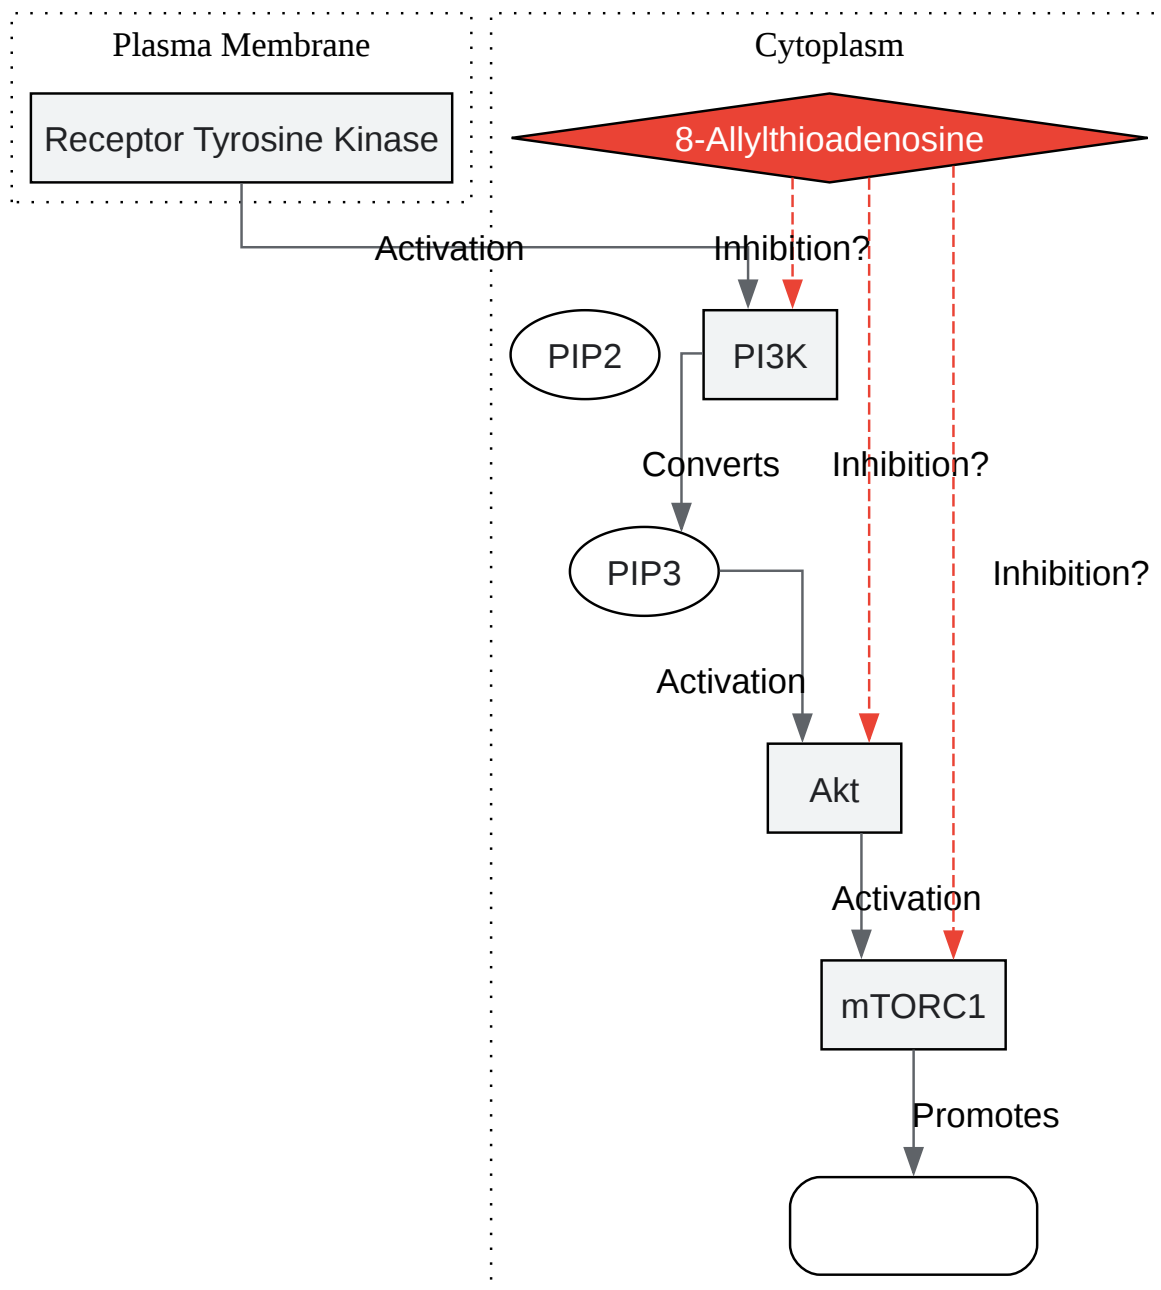 Plasma Membrane
Cytoplasm
Receptor Tyrosine Kinase
8-Allylthioadenosine
Activation
Inhibition?
PIP2
PI3K
Converts
Inhibition?
PIP3
Inhibition?
Activation
Akt
Activation
mTORC1
Promotes